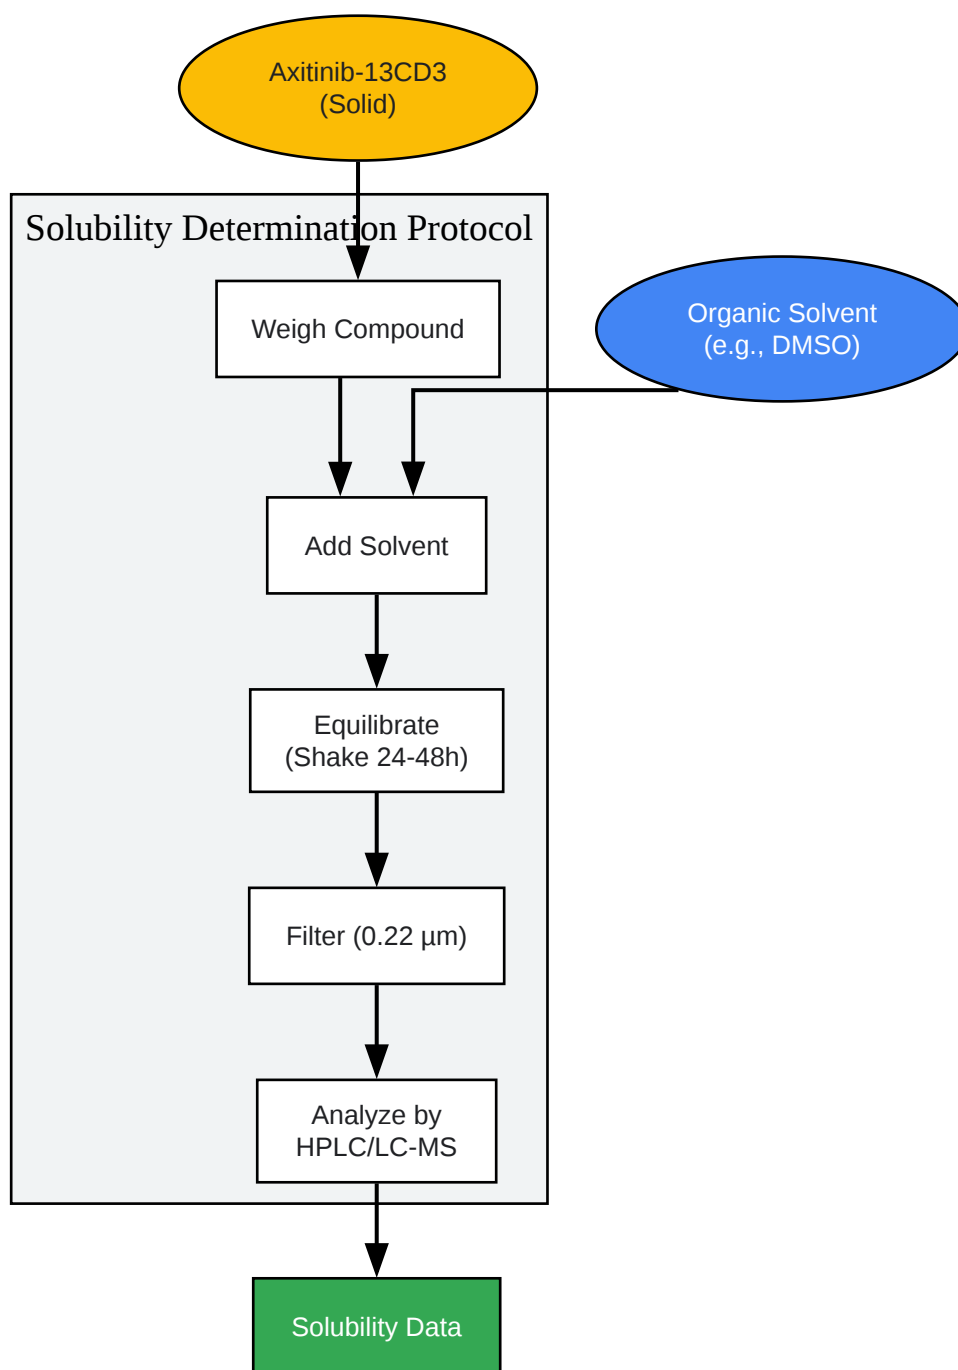 Axitinib-13CD3
(Solid)
Solubility Determination Protocol
Weigh Compound
Organic Solvent
(e.g., DMSO)
Add Solvent
Equilibrate
(Shake 24-48h)
Filter (0.22 µm)
Analyze by
HPLC/LC-MS
Solubility Data